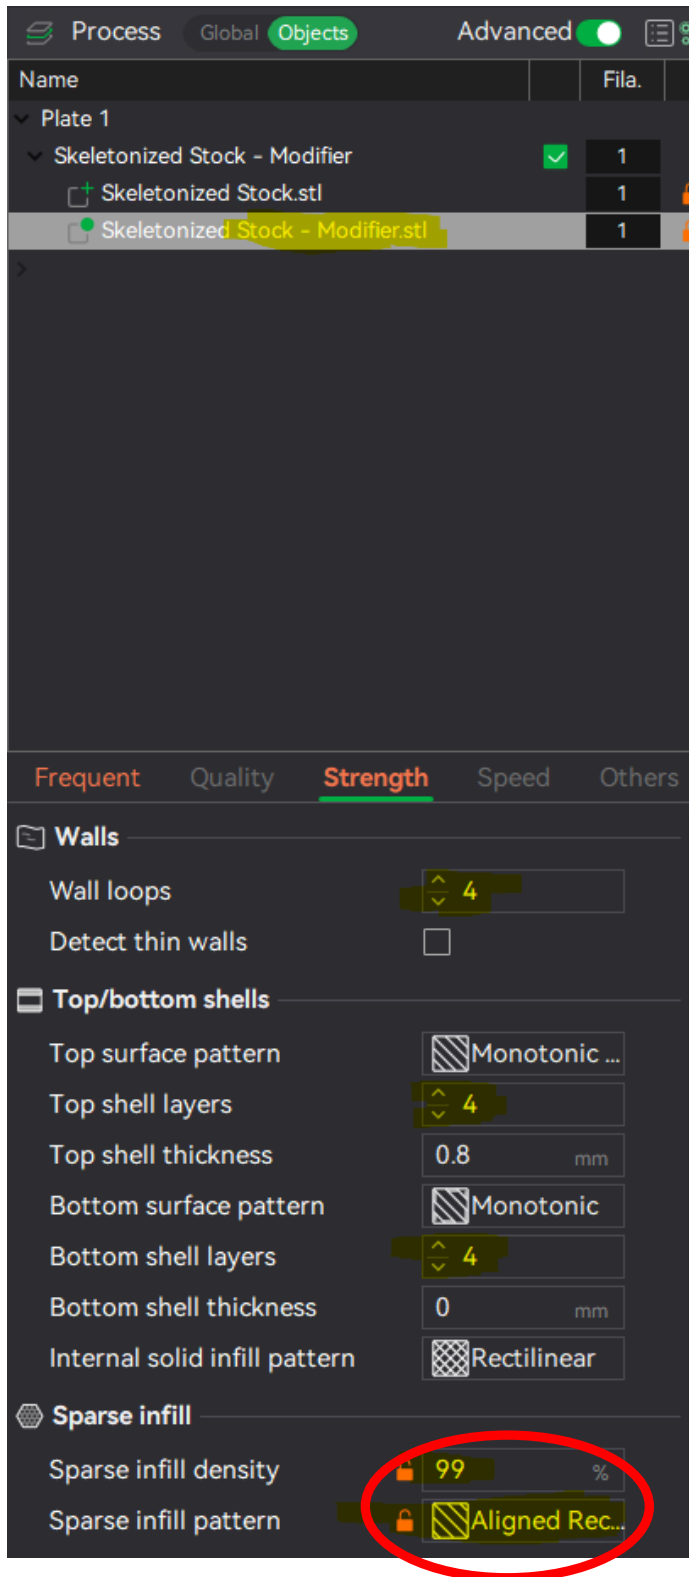 Process Global Objects Advanced
Name Fila.
Plate 1
Skeletonized Stock - Modifier 1
Skeletonized Stock.stl 1
Skeletonized Stock - Modifier.stl 1
Frequent Quality Strength Speed Others
Walls
Wall loops 4
Detect thin walls
Top/bottom shells
Top surface pattern Monotonic ...
Top shell layers 4
Top shell thickness 0.8 mm
Bottom surface pattern Monotonic
Bottom shell layers 4
Bottom shell thickness 0 mm
Internal solid infill pattern Rectilinear
Sparse infill
Sparse infill density 99 %
Sparse infill pattern Aligned Rec...